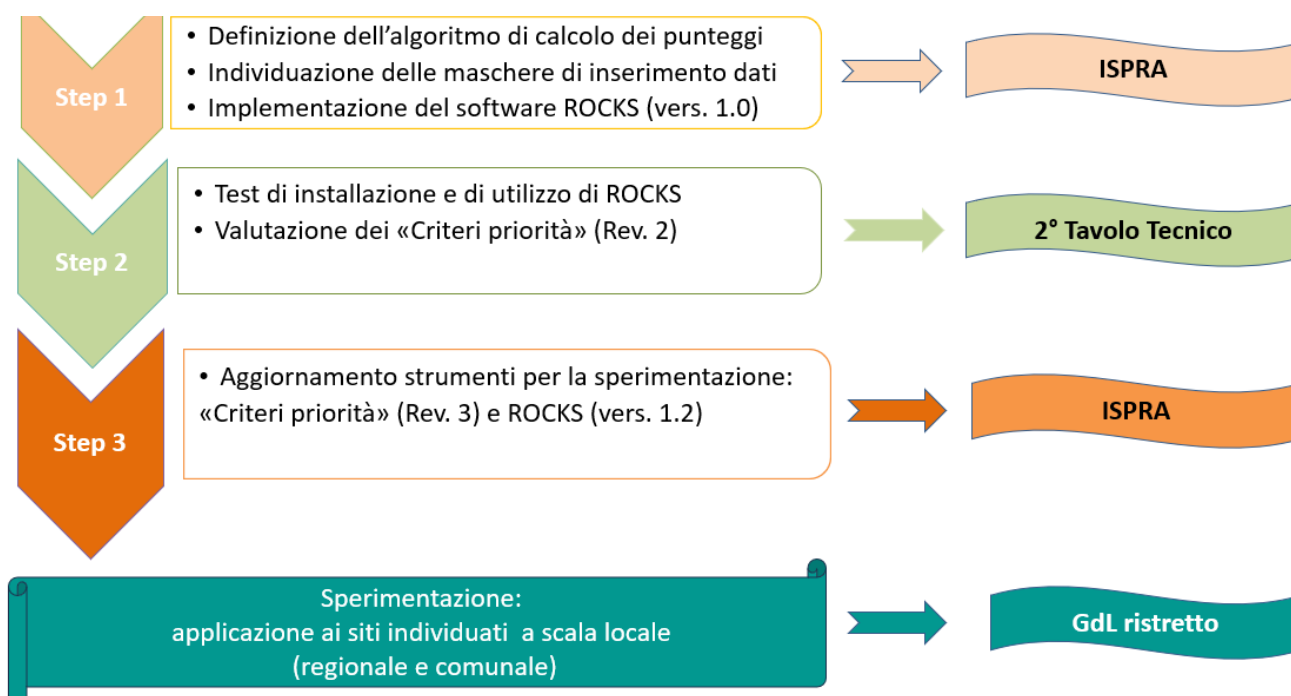 • Definizione dell'algoritmo di calcolo dei punteggi
• Individuazione delle maschere di inserimento dati
• Implementazione del software ROCKS (vers. 1.0)
Step 1
ISPRA
• Test di installazione e di utilizzo di ROCKS
• Valutazione dei «Criteri priorità» (Rev. 2)
Step 2
2° Tavolo Tecnico
• Aggiornamento strumenti per la sperimentazione:
«Criteri priorità» (Rev. 3) e ROCKS (vers. 1.2)
Step 3
ISPRA
Sperimentazione:
applicazione ai siti individuati a scala locale
(regionale e comunale)
GdL ristretto